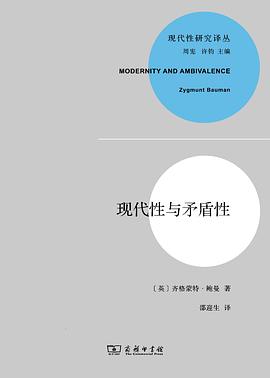 现代性研究译丛
周宪 许钧 主编
MODERNITY AND AMBIVALENCE
Zygmunt Bauman
现代性与矛盾性
〔英〕齐格蒙特·鲍曼 著
邵迎生 译
商务印书馆
The Commercial Press